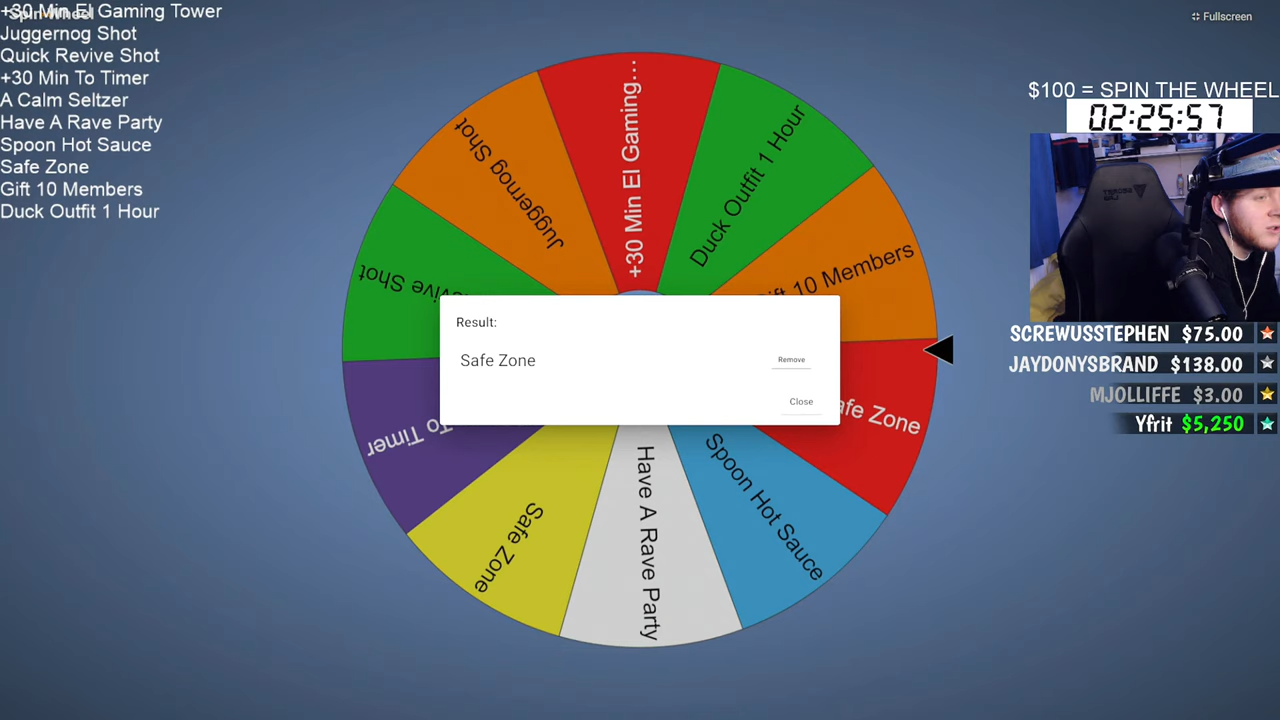 +30 Min El Gaming Tower
Juggernog Shot
Quick Revive Shot
+30 Min To Timer
A Calm Seltzer
Have A Rave Party
Spoon Hot Sauce
Safe Zone
Gift 10 Members
Duck Outfit 1 Hour
Fullscreen
$100 = SPIN THE WHEEL
02:25:57
SCREWUSSTEPHEN $75.00
JAYDONYSBRAND $138.00
MJOLLIFFE $3.00
Yfrit $5,250
+30 Min El Gaming...
Duck Outfit 1 Hour
ift 10 Members
afe Zone
Spoon Hot Sauce
Have A Rave Party
Safe Zone
To Timer
evive Shot
Juggernog Shot
Result:
Safe Zone
Remove
Close